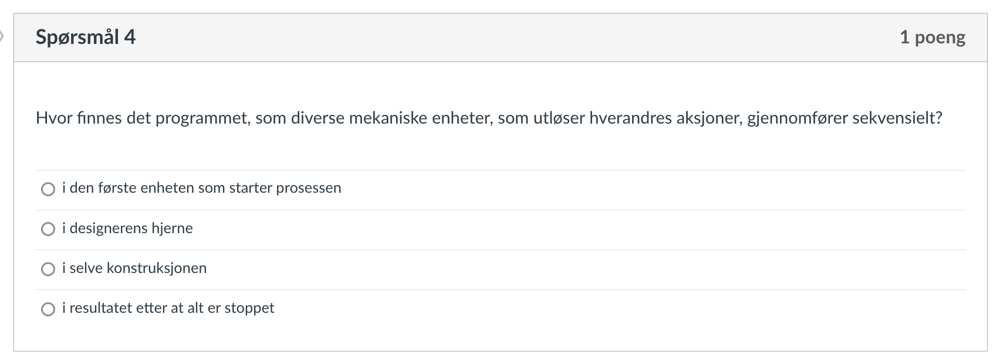 Spørsmål 4
1 poeng
Hvor finnes det programmet, som diverse mekaniske enheter, som utløser hverandres aksjoner, gjennomfører sekvensielt?
i den første enheten som starter prosessen
i designerens hjerne
i selve konstruksjonen
i resultatet etter at alt er stoppet